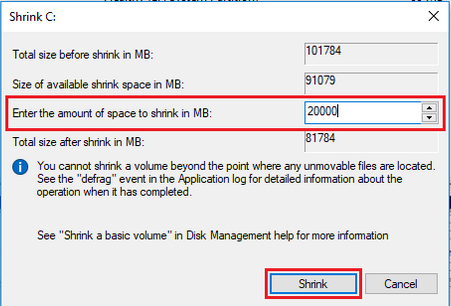 Shrink C:
Total size before shrink in MB: 101784
Size of available shrink space in MB: 91079
Enter the amount of space to shrink in MB: 20000
Total size after shrink in MB: 81784
You cannot shrink a volume beyond the point where any unmovable files are located.
See the "defrag" event in the Application log for detailed information about the
operation when it has completed.
See "Shrink a basic volume" in Disk Management help for more information
Shrink Cancel